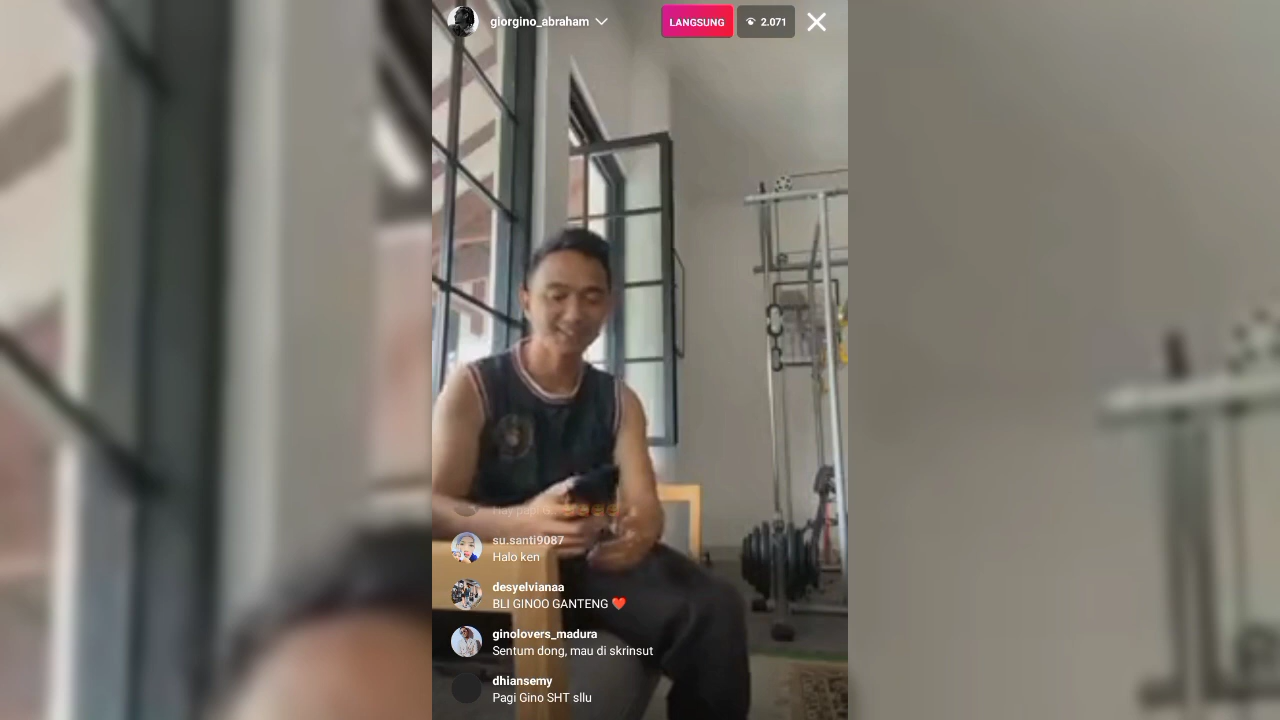 giorgino_abraham
LANGSUNG
2.071
su.santi9087
Halo ken
desyelvianaa
BLI GINOO GANTENG ❤️
ginolovers_madura
Sentum dong, mau di skrinsut
dhiansemy
Pagi Gino SHT sllu